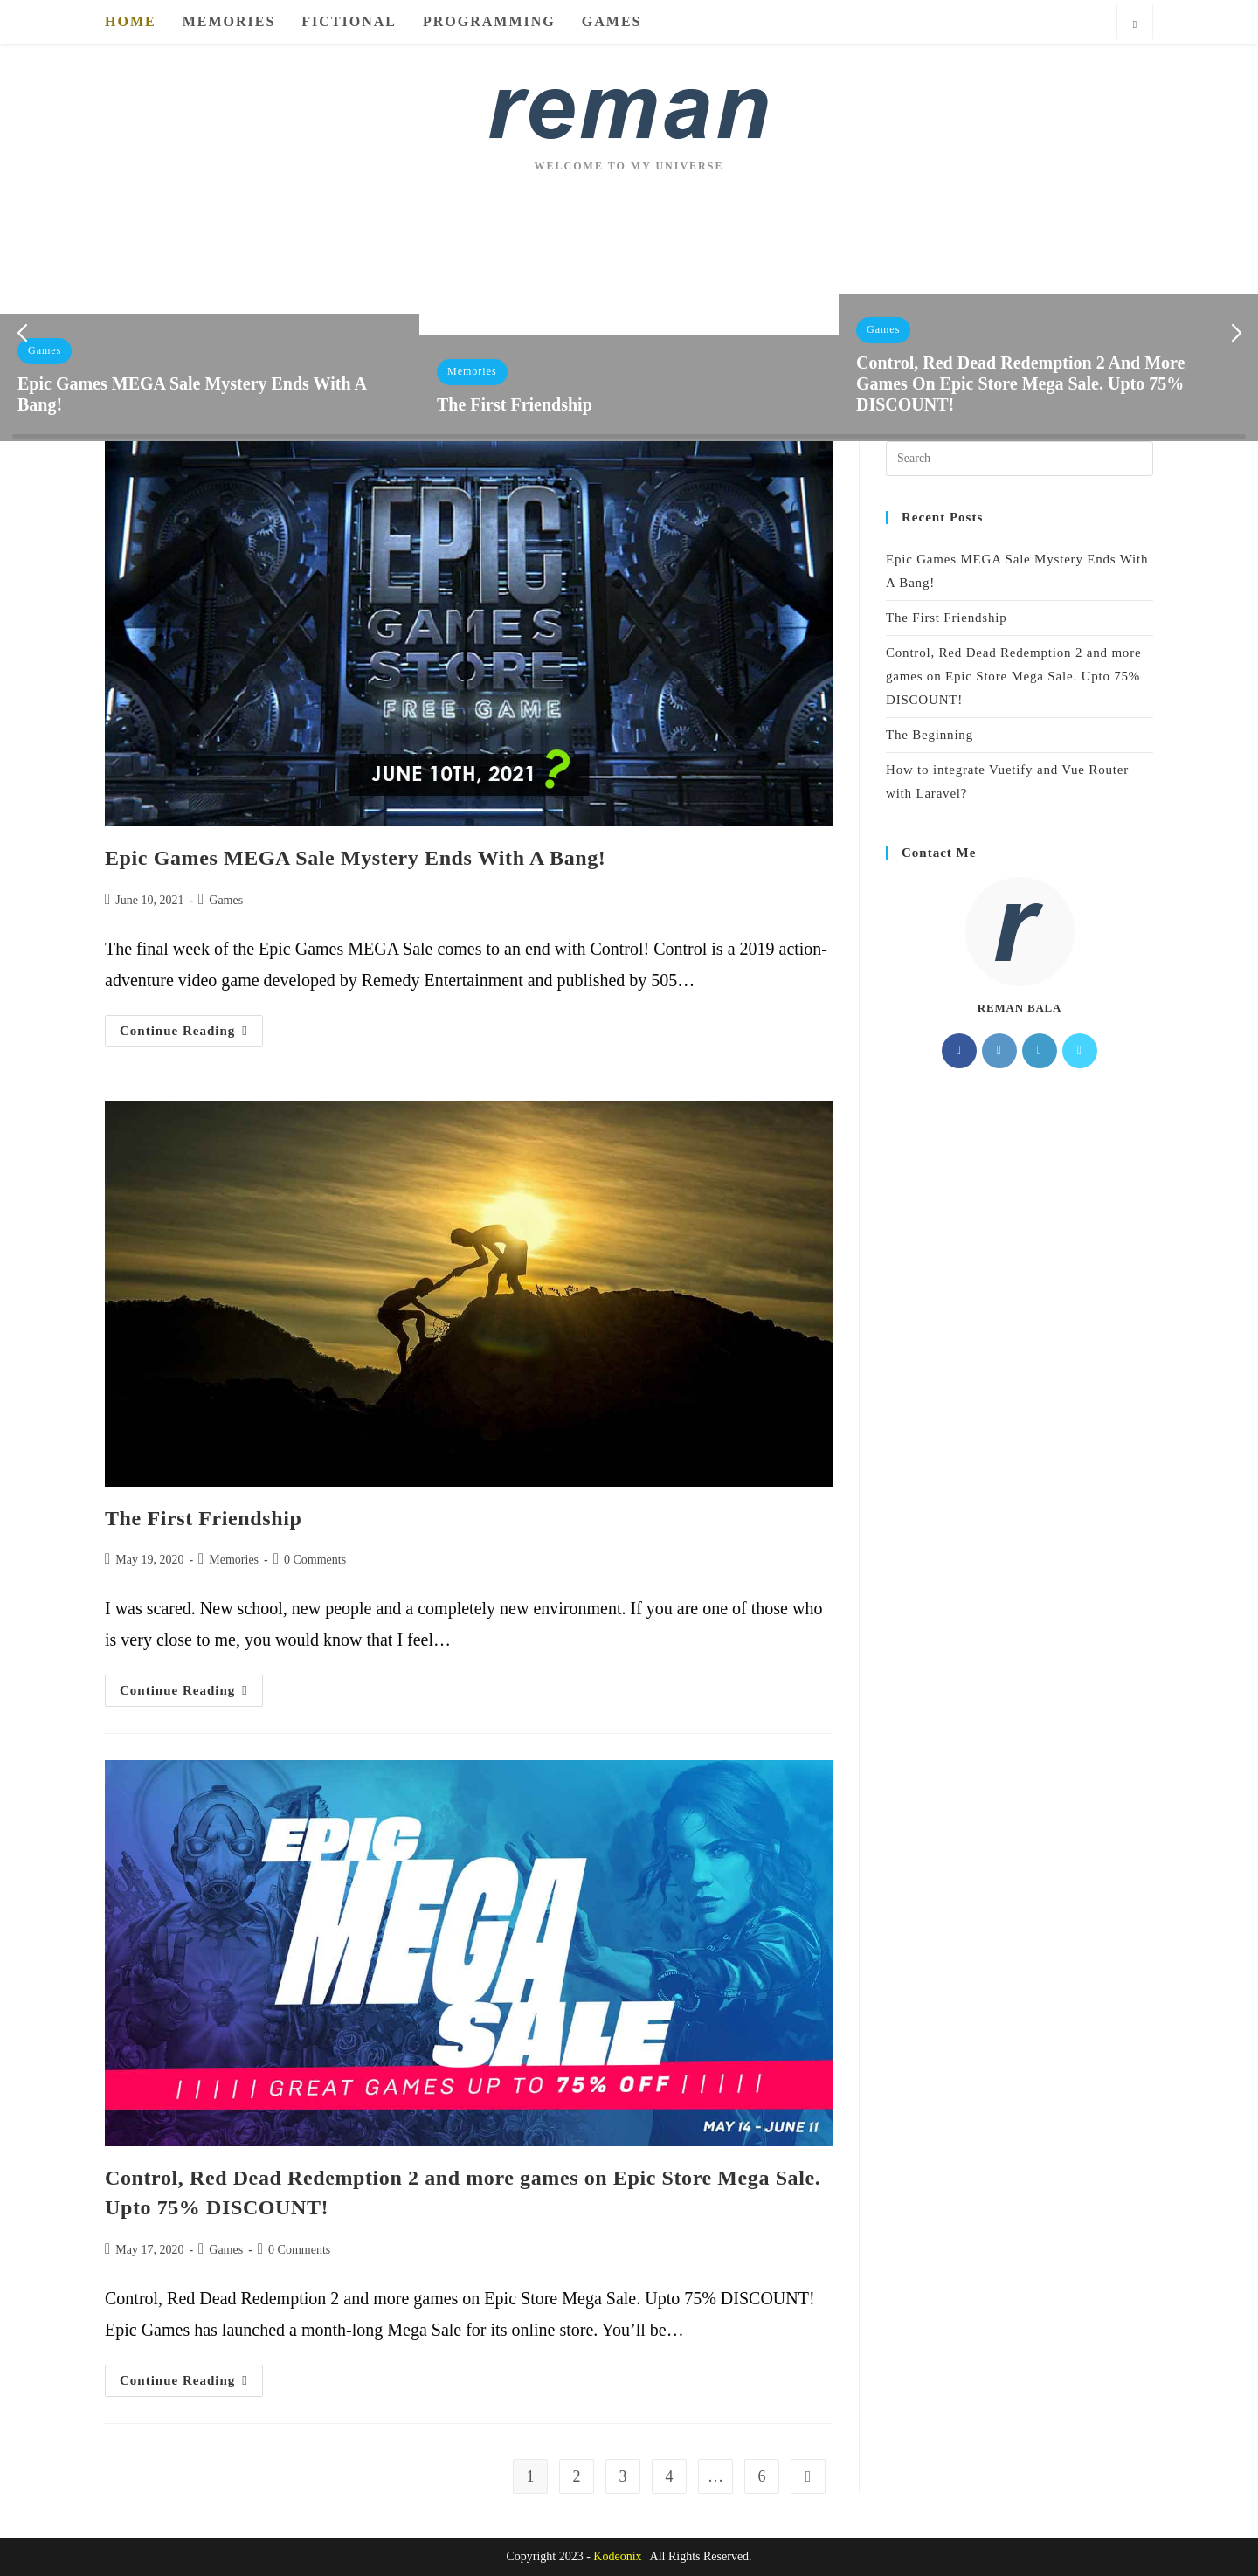 HOME MEMORIES FICTIONAL PROGRAMMING GAMES
reman
WELCOME TO MY UNIVERSE
Games
Epic Games MEGA Sale Mystery Ends With A
Bang!
Memories
The First Friendship
Games
Control, Red Dead Redemption 2 And More
Games On Epic Store Mega Sale. Upto 75%
DISCOUNT!
EPIC
GAMES
STORE
FREE GAME
JUNE 10TH, 2021 ?
Epic Games MEGA Sale Mystery Ends With A Bang!
June 10, 2021 - Games
The final week of the Epic Games MEGA Sale comes to an end with Control! Control is a 2019 action-
adventure video game developed by Remedy Entertainment and published by 505…
Continue Reading
The First Friendship
May 19, 2020 - Memories - 0 Comments
I was scared. New school, new people and a completely new environment. If you are one of those who
is very close to me, you would know that I feel…
Continue Reading
EPIC
MEGA
SALE
| | | | | GREAT GAMES UP TO 75% OFF | | | | |
MAY 14 - JUNE 11
Control, Red Dead Redemption 2 and more games on Epic Store Mega Sale.
Upto 75% DISCOUNT!
May 17, 2020 - Games - 0 Comments
Control, Red Dead Redemption 2 and more games on Epic Store Mega Sale. Upto 75% DISCOUNT!
Epic Games has launched a month-long Mega Sale for its online store. You’ll be…
Continue Reading
1 2 3 4 … 6
Search
Recent Posts
Epic Games MEGA Sale Mystery Ends With
A Bang!
The First Friendship
Control, Red Dead Redemption 2 and more
games on Epic Store Mega Sale. Upto 75%
DISCOUNT!
The Beginning
How to integrate Vuetify and Vue Router
with Laravel?
Contact Me
r
REMAN BALA
Copyright 2023 - Kodeonix | All Rights Reserved.